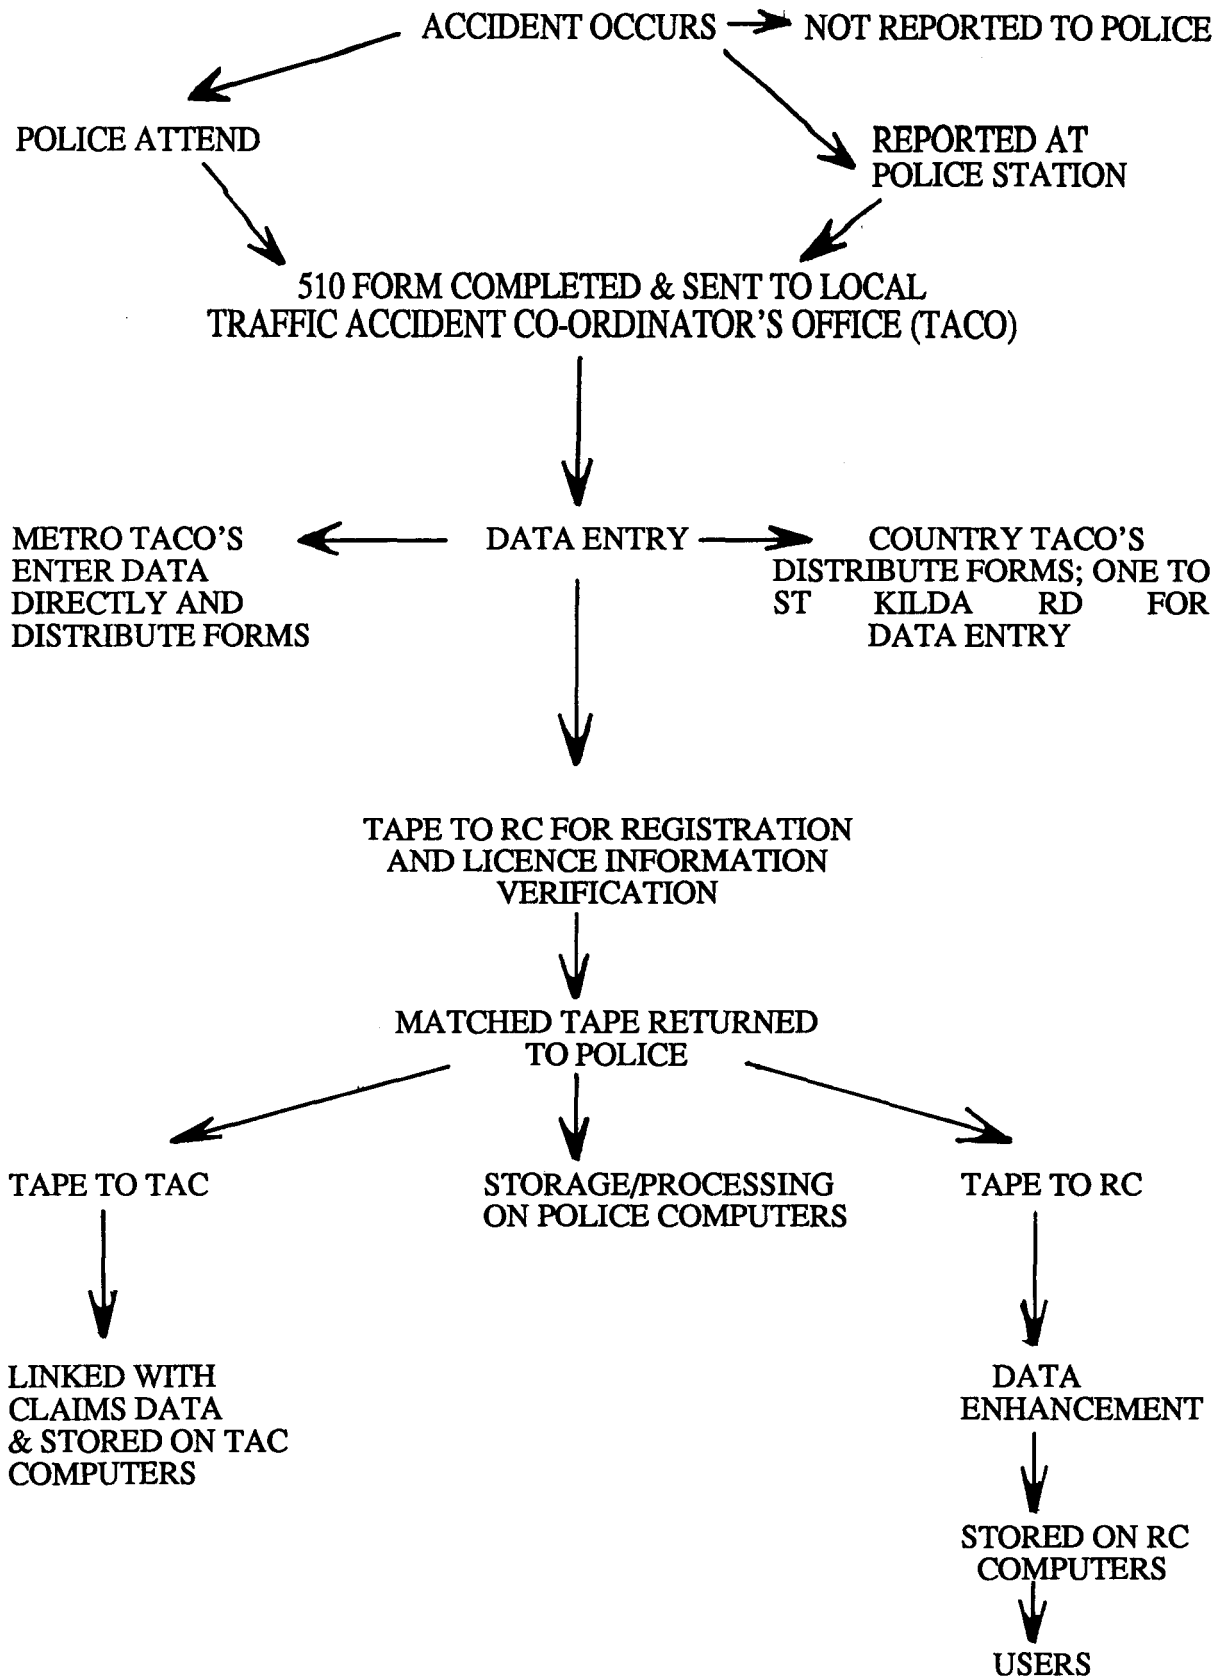 ACCIDENT OCCURS
NOT REPORTED TO POLICE
POLICE ATTEND
REPORTED AT
POLICE STATION
510 FORM COMPLETED & SENT TO LOCAL
TRAFFIC ACCIDENT CO-ORDINATOR'S OFFICE (TACO)
METRO TACO'S
ENTER DATA
DIRECTLY AND
DISTRIBUTE FORMS
DATA ENTRY
COUNTRY TACO'S
DISTRIBUTE FORMS; ONE TO
ST KILDA RD FOR
DATA ENTRY
TAPE TO RC FOR REGISTRATION
AND LICENCE INFORMATION
VERIFICATION
MATCHED TAPE RETURNED
TO POLICE
TAPE TO TAC
STORAGE/PROCESSING
ON POLICE COMPUTERS
TAPE TO RC
LINKED WITH
CLAIMS DATA
& STORED ON TAC
COMPUTERS
DATA
ENHANCEMENT
STORED ON RC
COMPUTERS
USERS